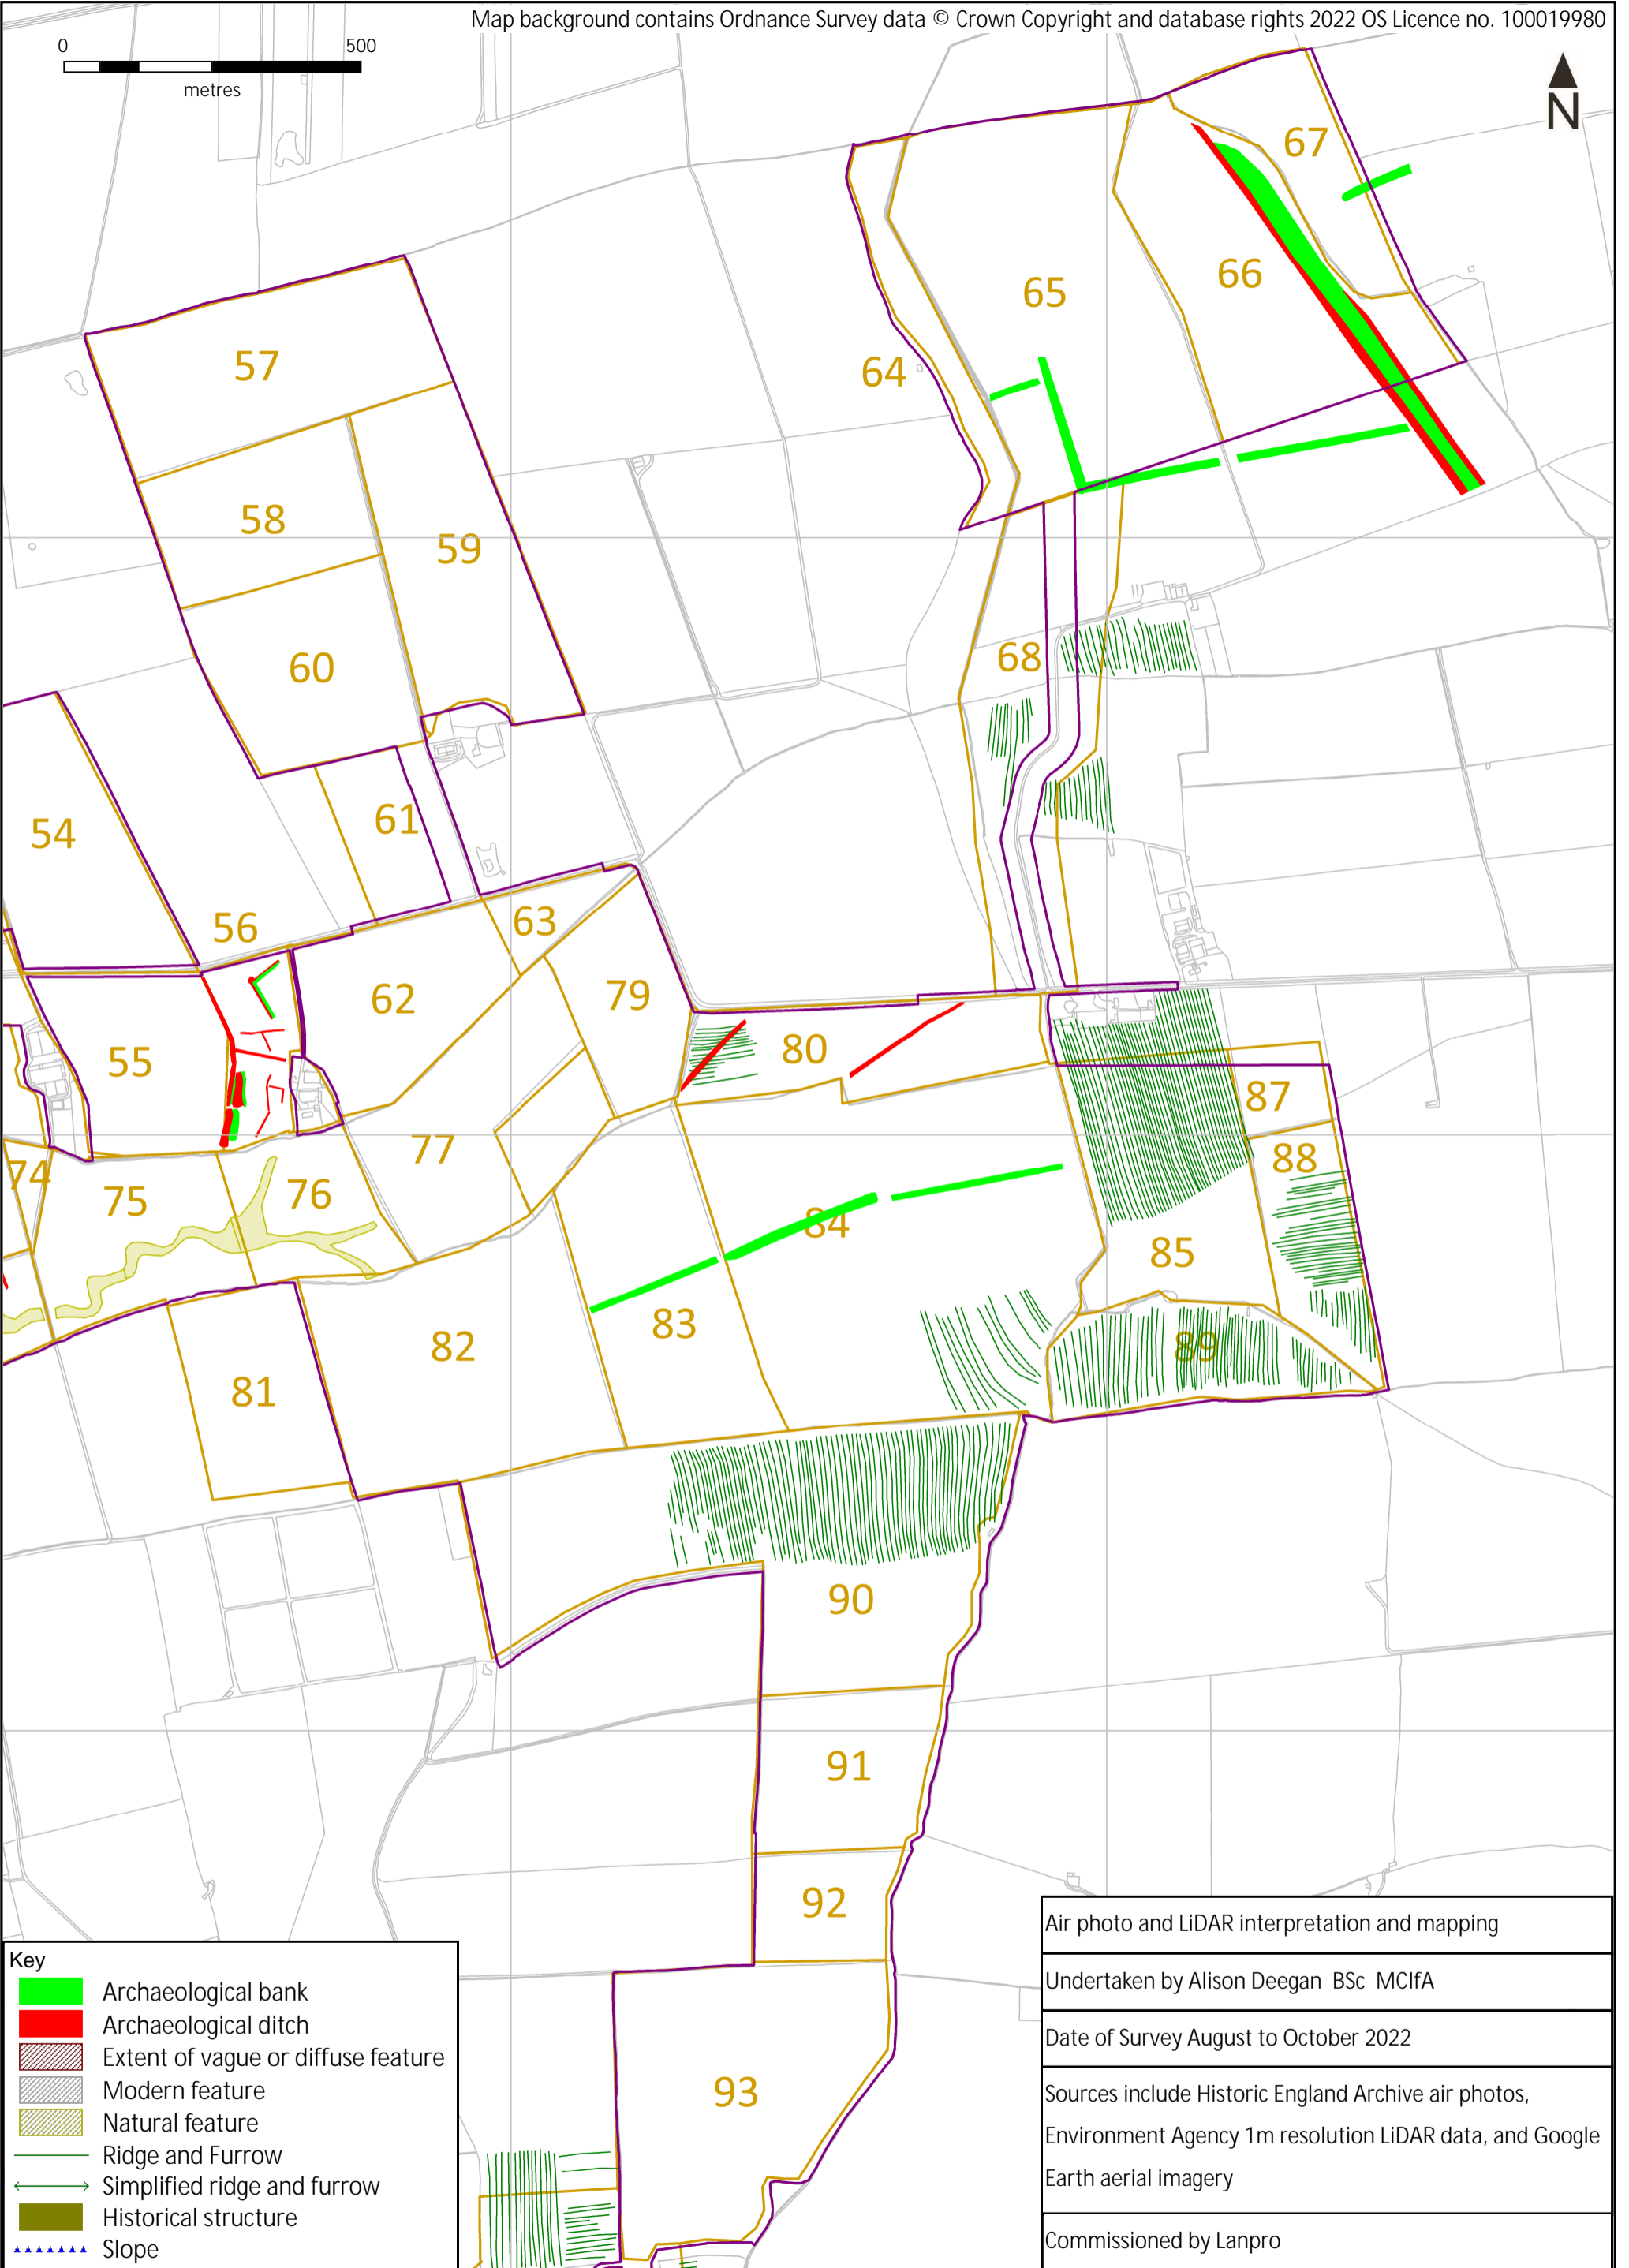 Map background contains Ordnance Survey data © Crown Copyright and database rights 2022 OS Licence no. 100019980
0 500
metres
N
67
66
65
57
64
58
59
68
60
61
54
56
63
62
79
80
55
87
77
88
74
75
76
84
85
83
82
89
81
90
91
92
93
Key
Archaeological bank
Archaeological ditch
Extent of vague or diffuse feature
Modern feature
Natural feature
Ridge and Furrow
Simplified ridge and furrow
Historical structure
Slope
Air photo and LiDAR interpretation and mapping
Undertaken by Alison Deegan BSc MCIfA
Date of Survey August to October 2022
Sources include Historic England Archive air photos,
Environment Agency 1m resolution LiDAR data, and Google
Earth aerial imagery
Commissioned by Lanpro